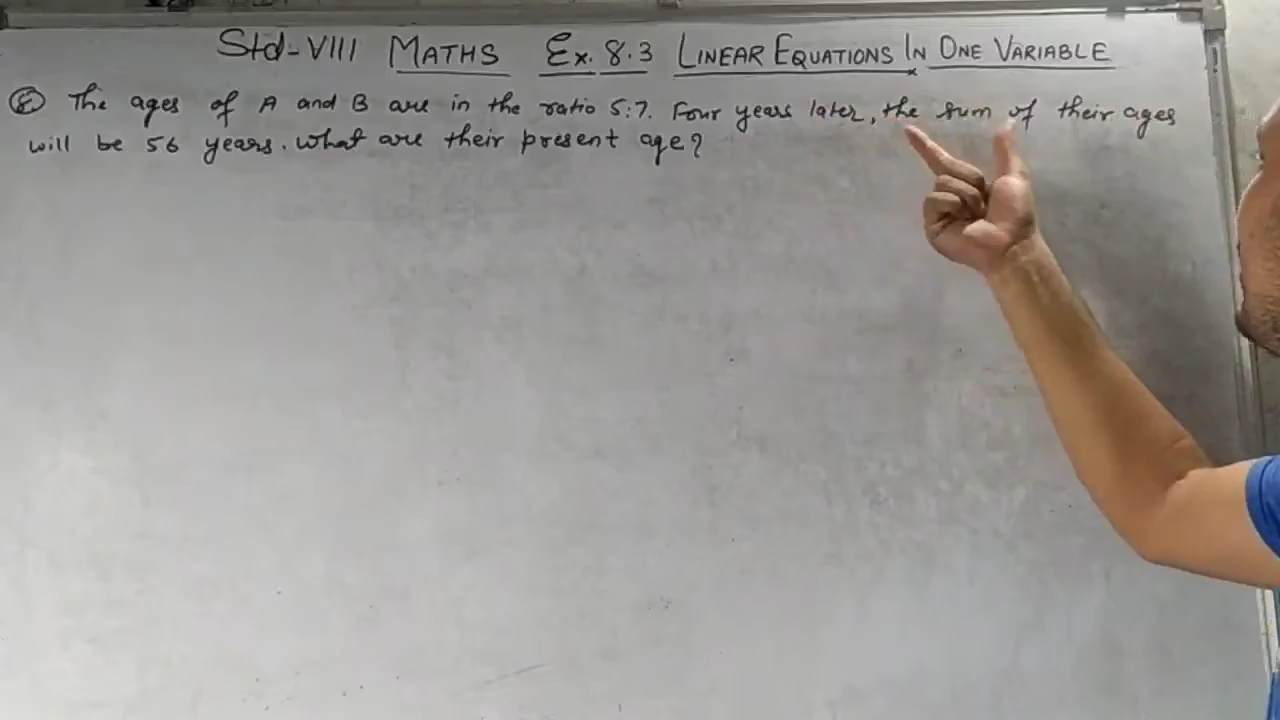 Std-VIII MATHS Ex. 8.3 LINEAR EQUATIONS IN ONE VARIABLE
⑧ The ages of A and B are in the ratio 5:7. Four years later, the sum of their ages
will be 56 years. What are their present age?